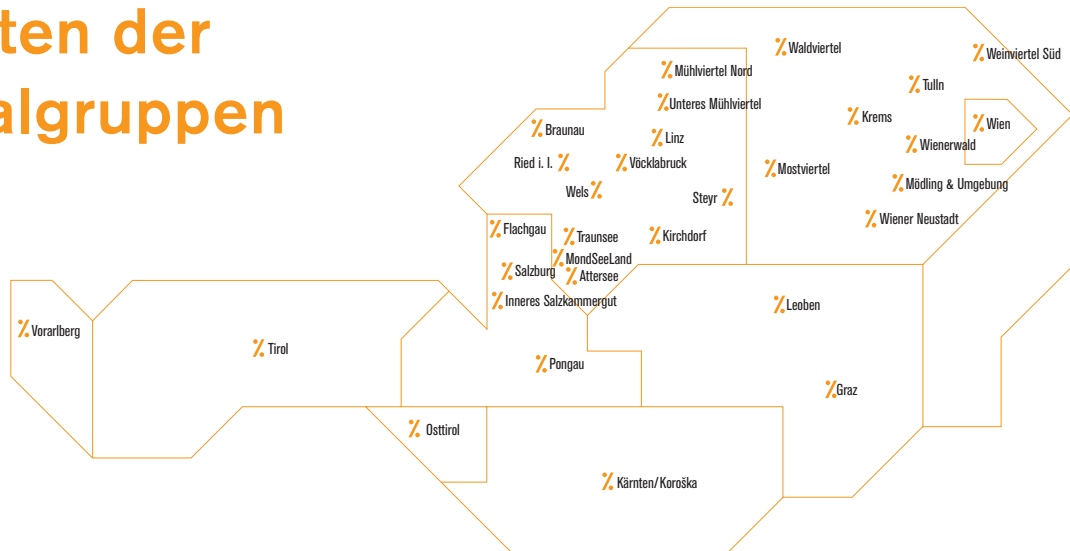 ten der
algruppen
Waldviertel
Weinviertel Süd
Mühlviertel Nord
Tulln
Unteres Mühlviertel
Krems
Wien
Braunau
Linz
Wienerwald
Ried i. I.
Vöcklabruck
Mostviertel
Mödling & Umgebung
Wels
Steyr
Wiener Neustadt
Flachgau
Traunsee
Kirchdorf
MondSeeLand
Salzburg
Attersee
Inneres Salzkammergut
Leoben
Vorarlberg
Tirol
Pongau
Graz
Osttirol
Kärnten/Koroška